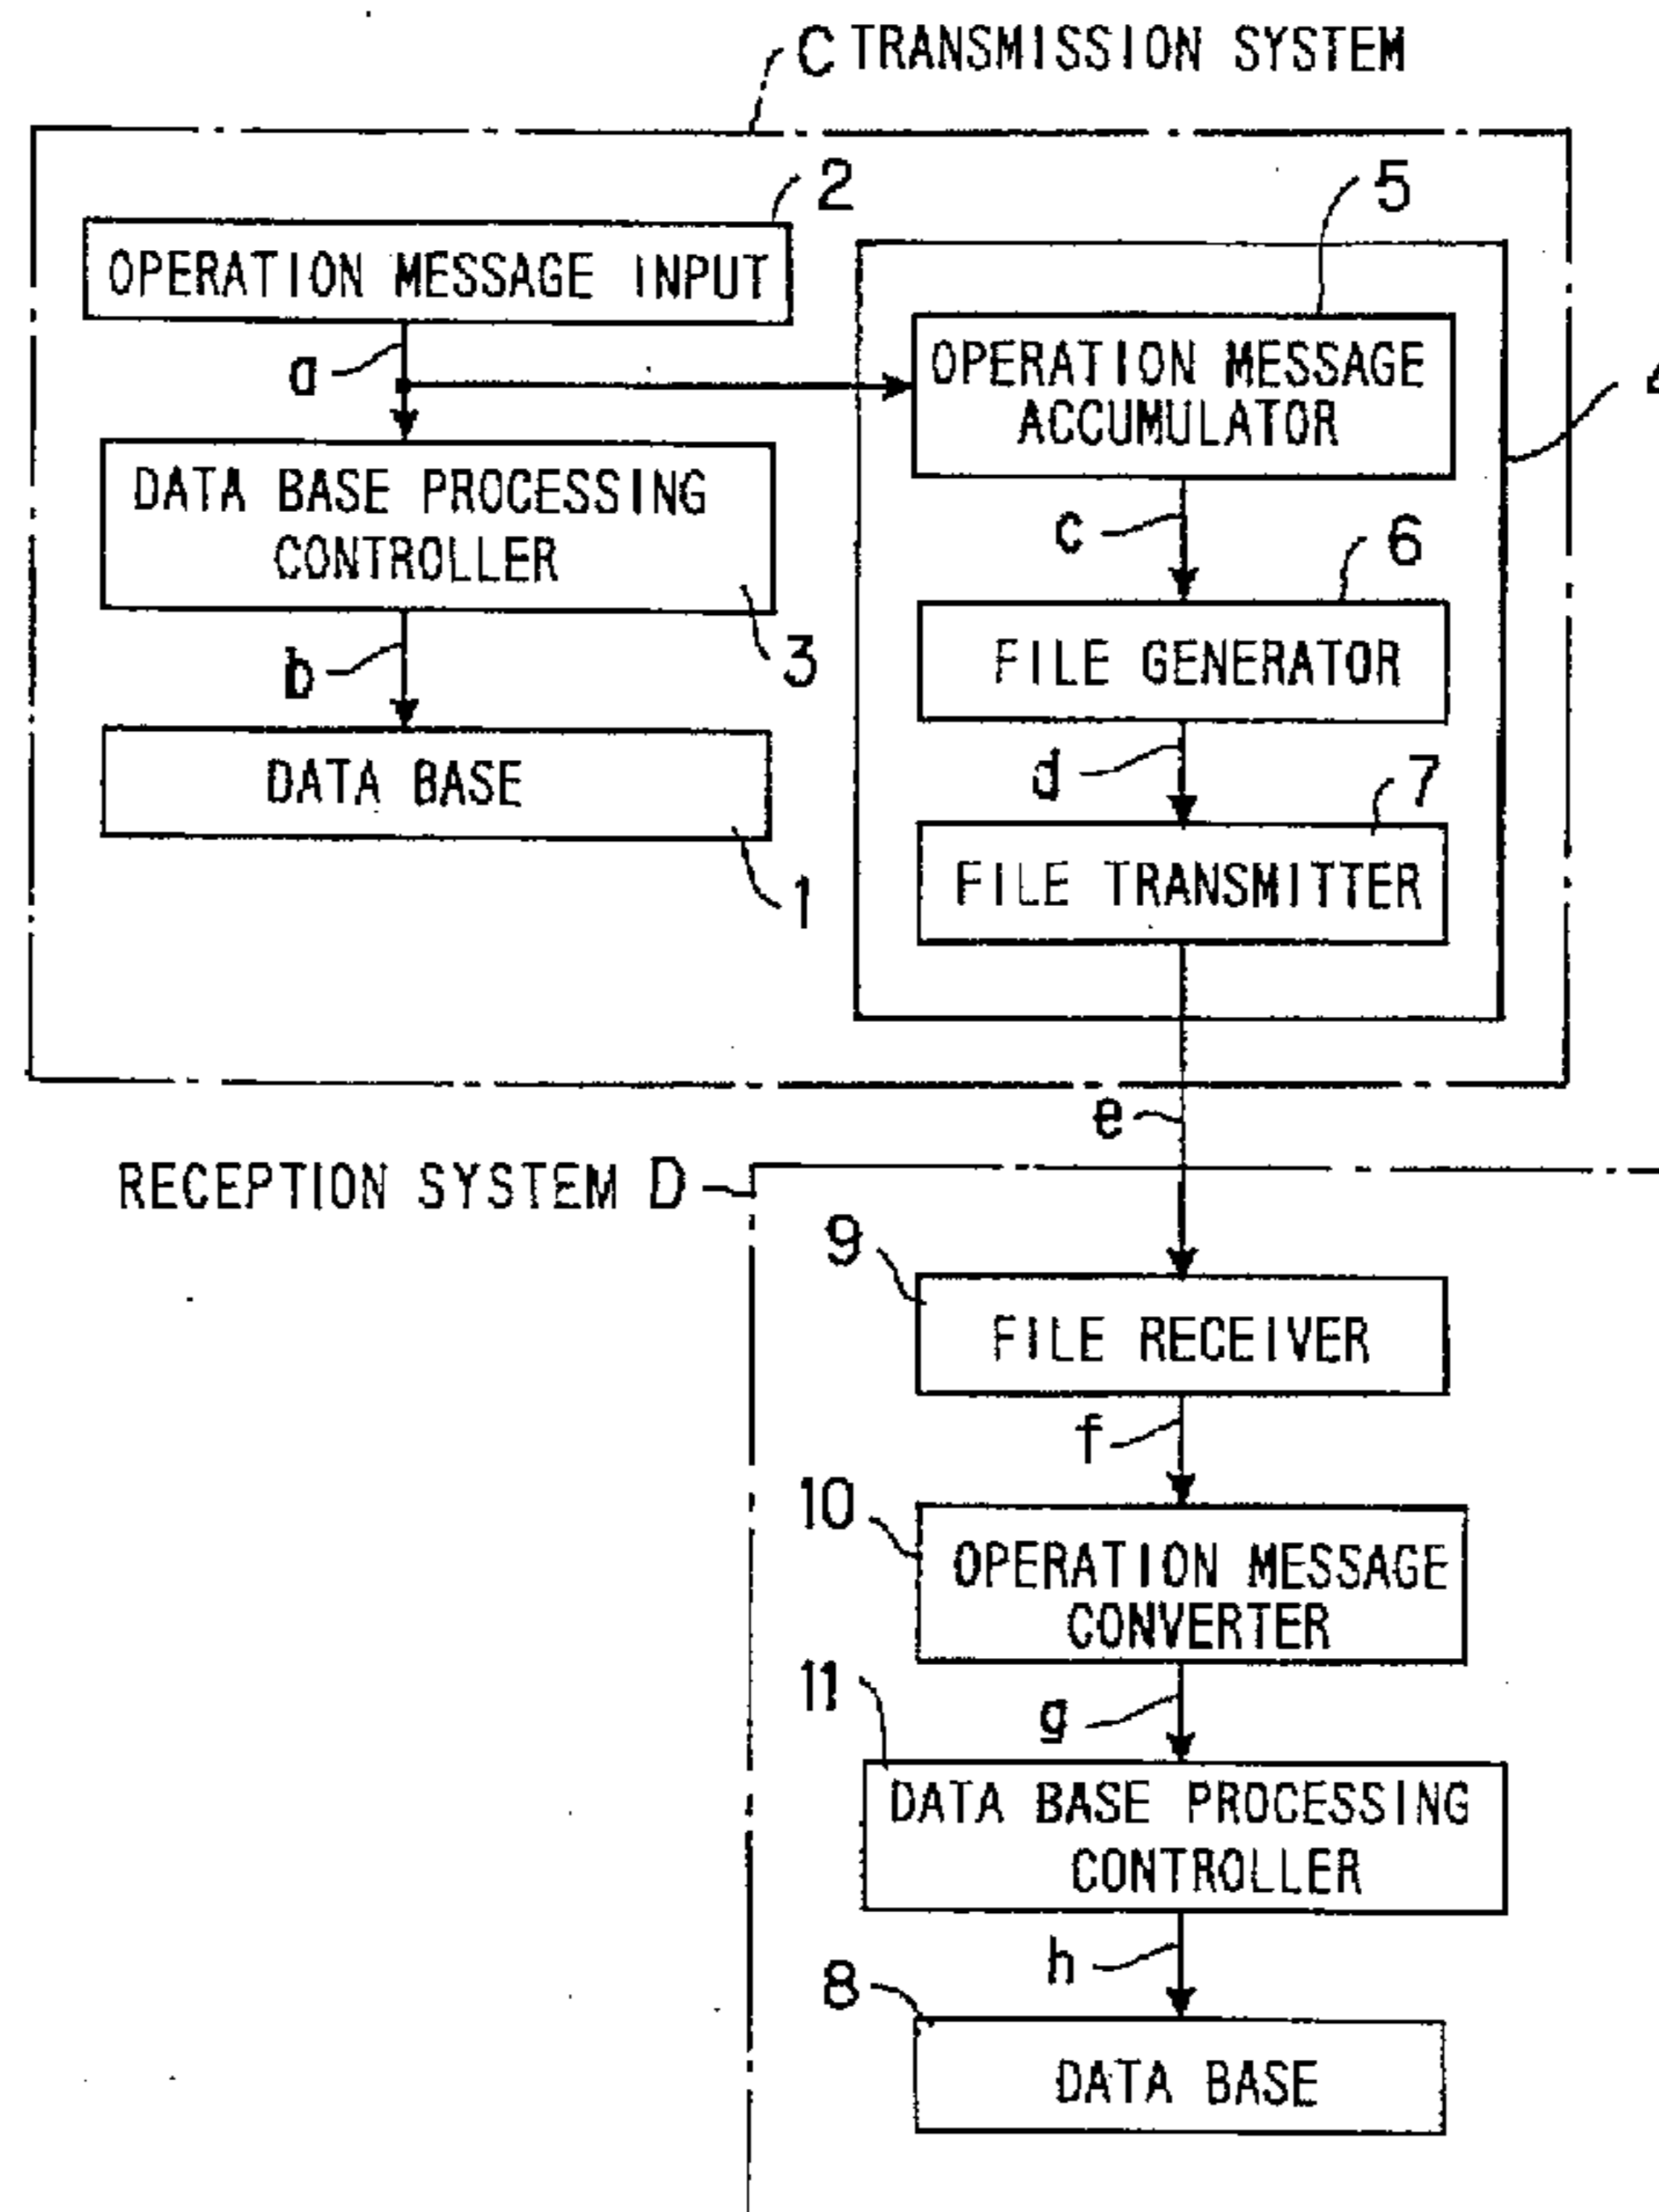 C TRANSMISSION SYSTEM
2
OPERATION MESSAGE INPUT
a
5
OPERATION MESSAGE
ACCUMULATOR
DATA BASE PROCESSING
CONTROLLER
3
c
6
FILE GENERATOR
b
DATA BASE
1
d
7
FILE TRANSMITTER
e
RECEPTION SYSTEM D
9
FILE RECEIVER
f
10
OPERATION MESSAGE
CONVERTER
11
g
DATA BASE PROCESSING
CONTROLLER
h
8
DATA BASE